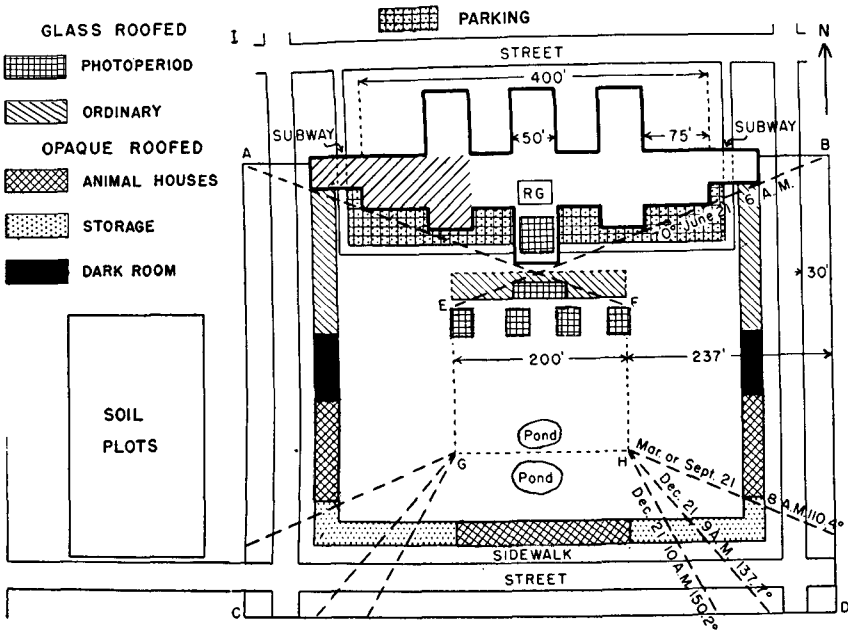 GLASS ROOFED
PHOTOPERIOD
ORDINARY
OPAQUE ROOFED
ANIMAL HOUSES
STORAGE
DARK ROOM
I
PARKING
STREET
N
400'
SUBWAY
50'
75'
SUBWAY
A
B
RG
70° June 21, 6 A.M.
30'
E
F
200'
237'
SOIL
PLOTS
Pond
G
H
Pond
Mar. or Sept. 21
8 A.M. 110.4°
Dec. 21 9 A.M. 137.7°
Dec. 21 10 A.M. 150.2°
SIDEWALK
STREET
C
D